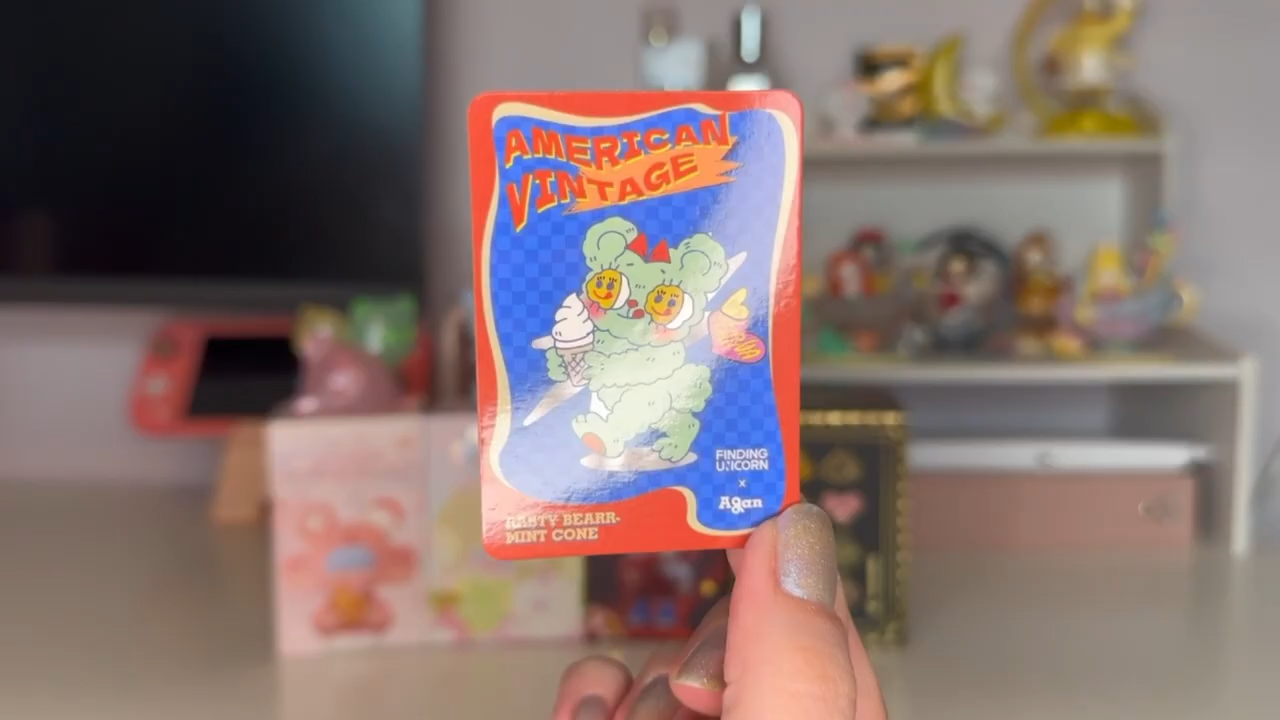 AMERICAN
VINTAGE
FINDING
UNICORN
×
Agan
RASTY BEARR-
MINT CONE